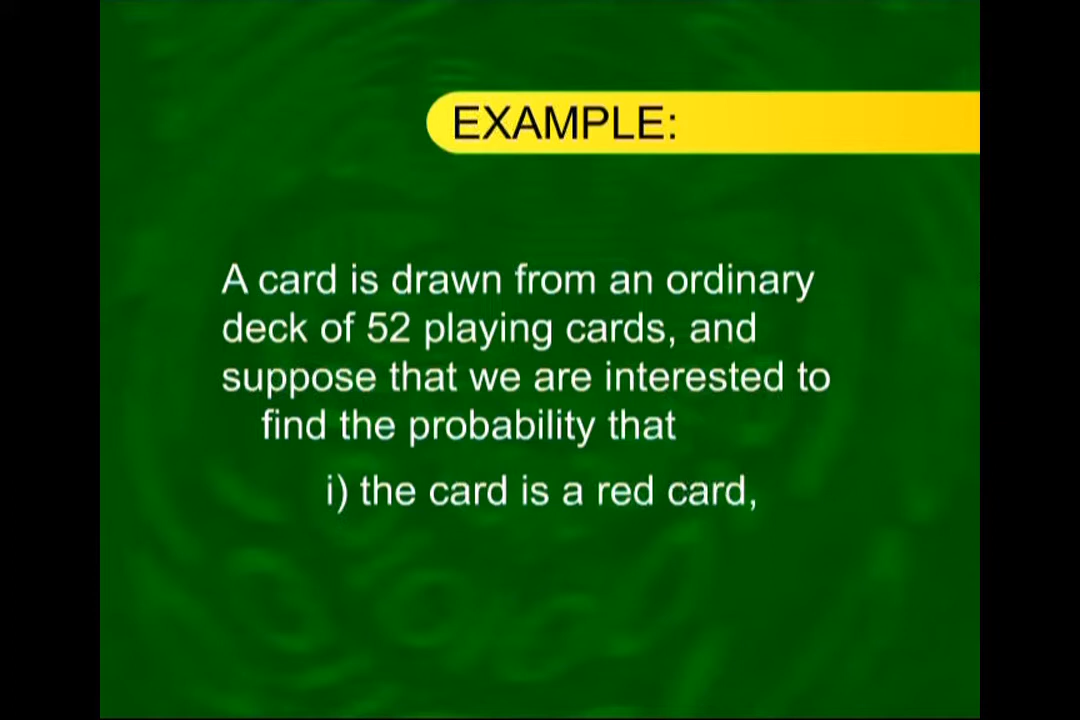 EXAMPLE:
A card is drawn from an ordinary
deck of 52 playing cards, and
suppose that we are interested to
find the probability that
i) the card is a red card,